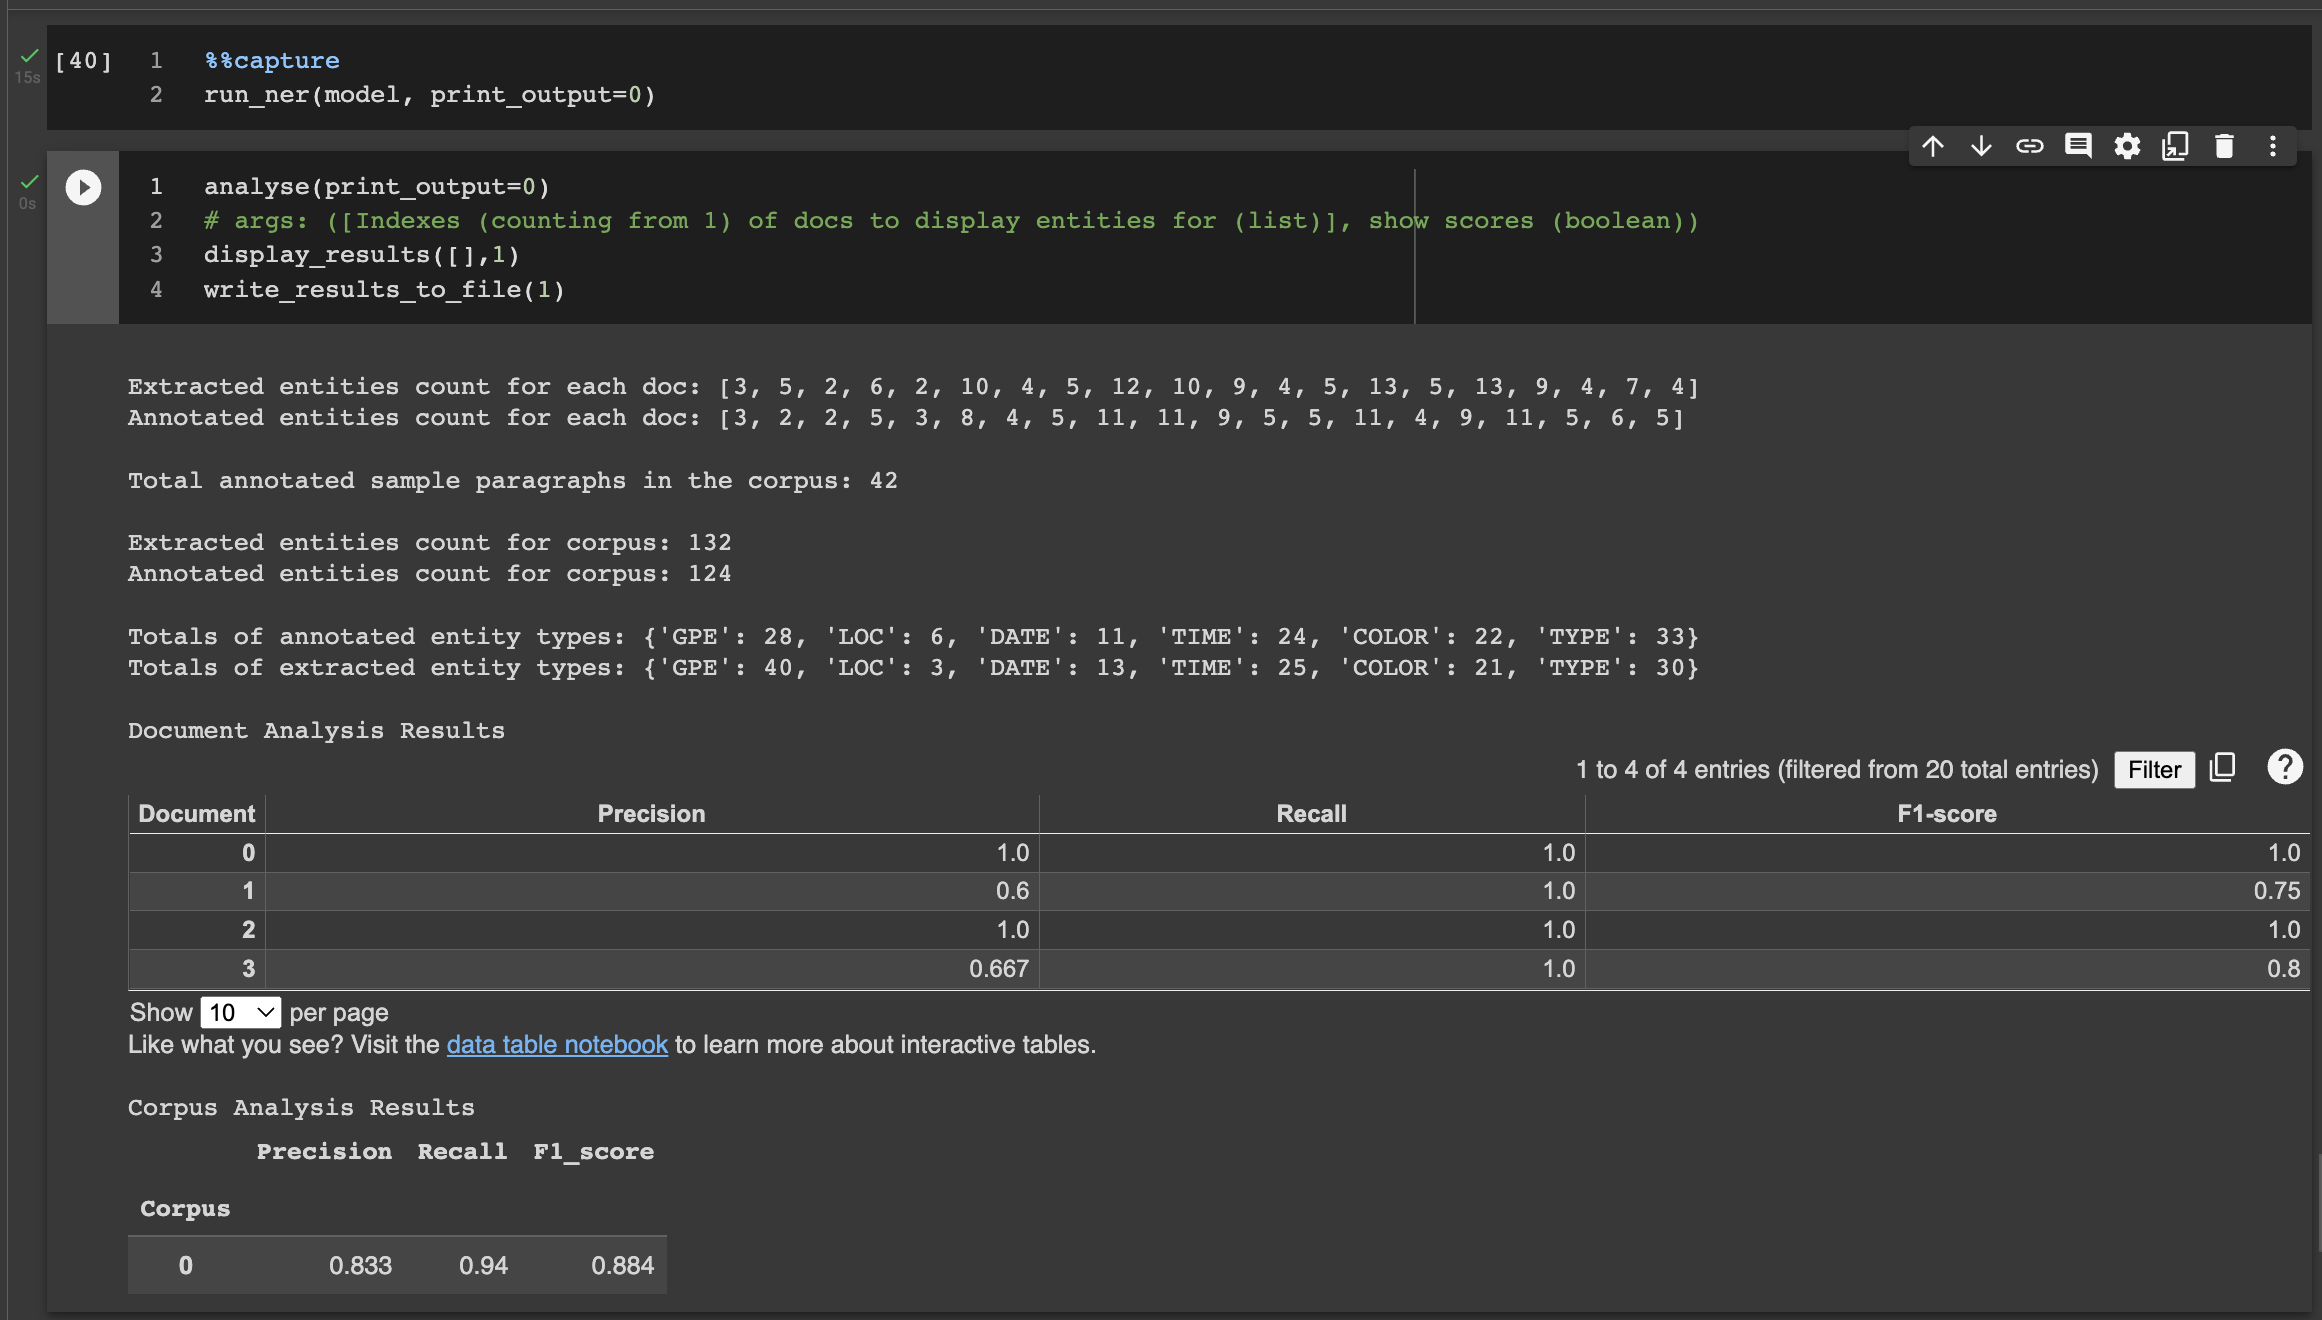 [40] 1 %%capture
15s
2 run_ner(model, print_output=0)
1 analyse(print_output=0)
0s
2 # args: ([Indexes (counting from 1) of docs to display entities for (list)], show scores (boolean))
3 display_results([],1)
4 write_results_to_file(1)
Extracted entities count for each doc: [3, 5, 2, 6, 2, 10, 4, 5, 12, 10, 9, 4, 5, 13, 5, 13, 9, 4, 7, 4]
Annotated entities count for each doc: [3, 2, 2, 5, 3, 8, 4, 5, 11, 11, 9, 5, 5, 11, 4, 9, 11, 5, 6, 5]
Total annotated sample paragraphs in the corpus: 42
Extracted entities count for corpus: 132
Annotated entities count for corpus: 124
Totals of annotated entity types: {'GPE': 28, 'LOC': 6, 'DATE': 11, 'TIME': 24, 'COLOR': 22, 'TYPE': 33}
Totals of extracted entity types: {'GPE': 40, 'LOC': 3, 'DATE': 13, 'TIME': 25, 'COLOR': 21, 'TYPE': 30}
Document Analysis Results
1 to 4 of 4 entries (filtered from 20 total entries) Filter ?
Document Precision Recall F1-score
0 1.0 1.0 1.0
1 0.6 1.0 0.75
2 1.0 1.0 1.0
3 0.667 1.0 0.8
Show 10 per page
Like what you see? Visit the data table notebook to learn more about interactive tables.
Corpus Analysis Results
Precision Recall F1_score
Corpus
0 0.833 0.94 0.884